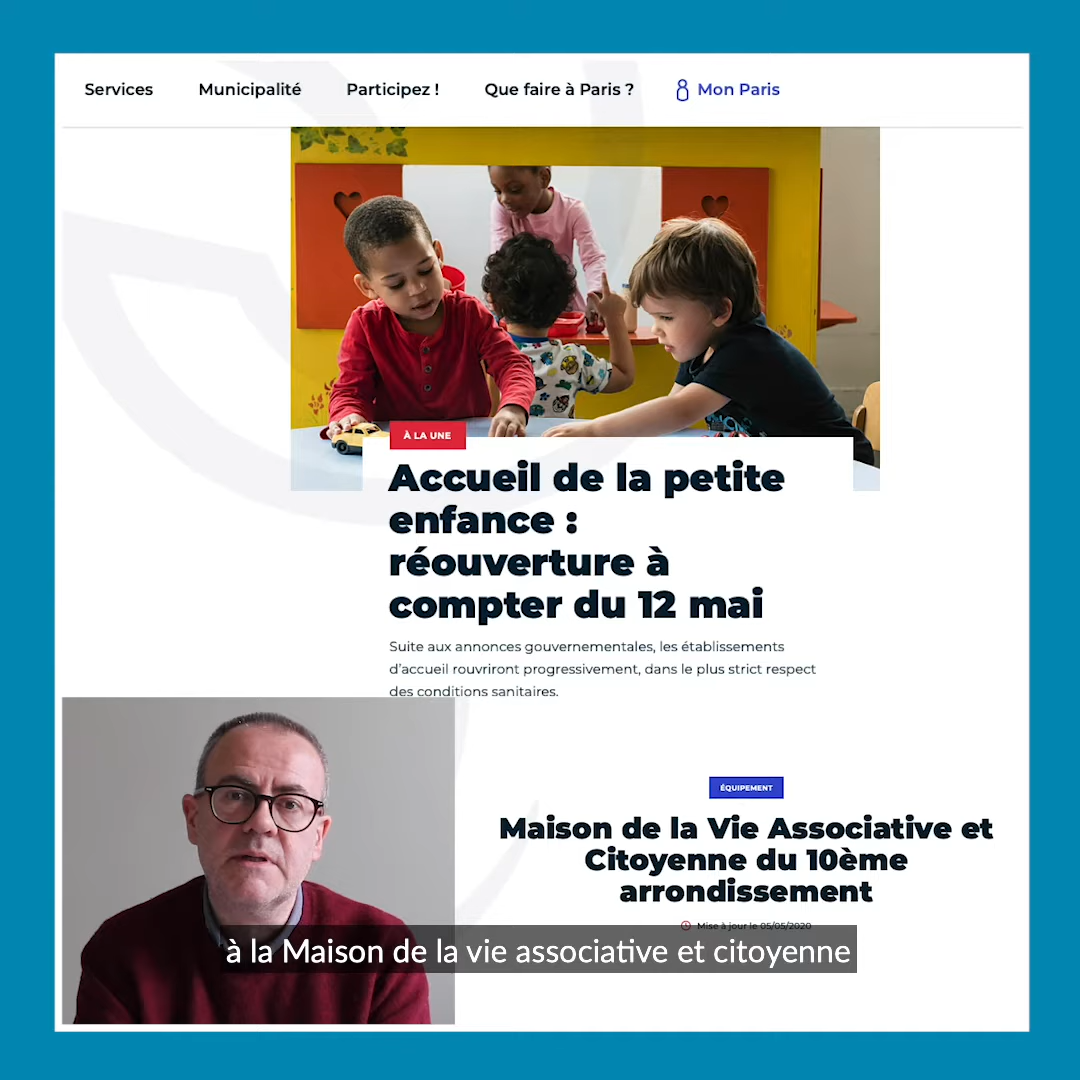 Services Municipalité Participez ! Que faire à Paris ? Mon Paris
À LA UNE
Accueil de la petite
enfance :
réouverture à
compter du 12 mai
Suite aux annonces gouvernementales, les établissements
d'accueil rouvriront progressivement, dans le plus strict respect
des conditions sanitaires.
ÉQUIPEMENT
Maison de la Vie Associative et
Citoyenne du 10ème
arrondissement
Mise à jour le 05/05/2020
à la Maison de la vie associative et citoyenne